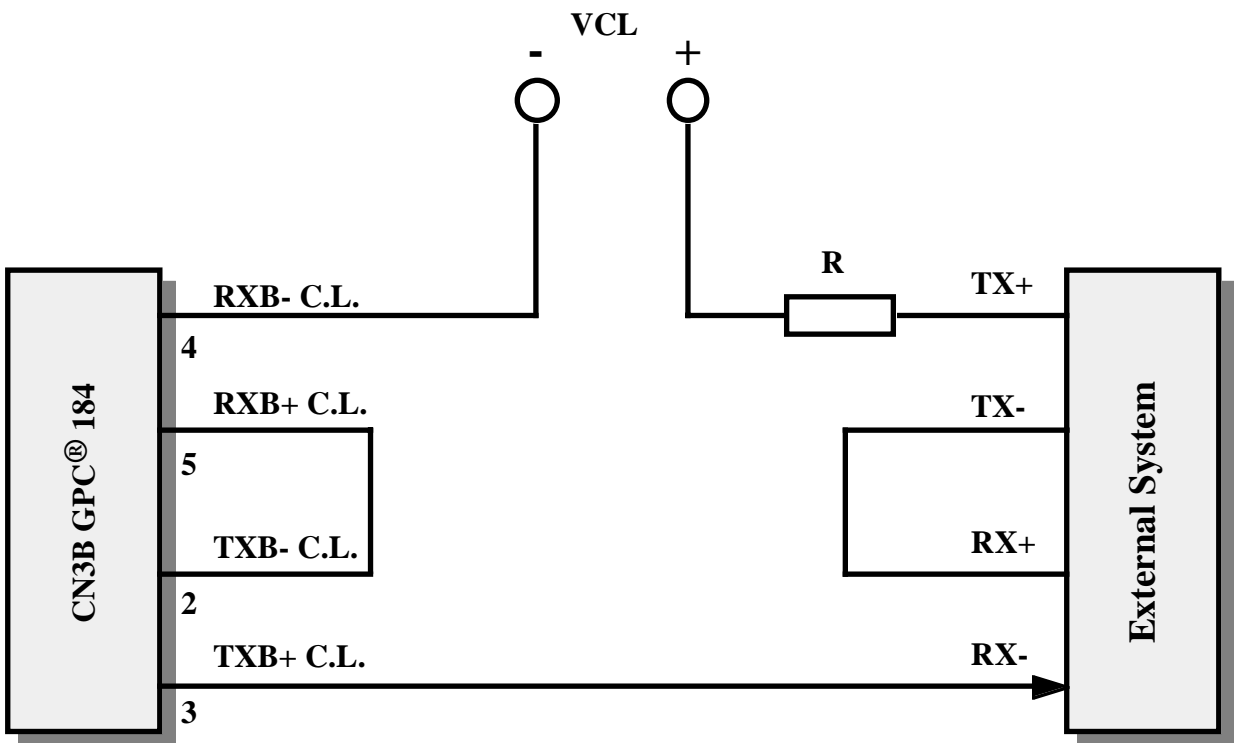 VCL
- +
R
RXB- C.L.
TX+
4
RXB+ C.L.
TX-
5
TXB- C.L.
RX+
2
TXB+ C.L.
RX-
3
CN3B GPC® 184
External System